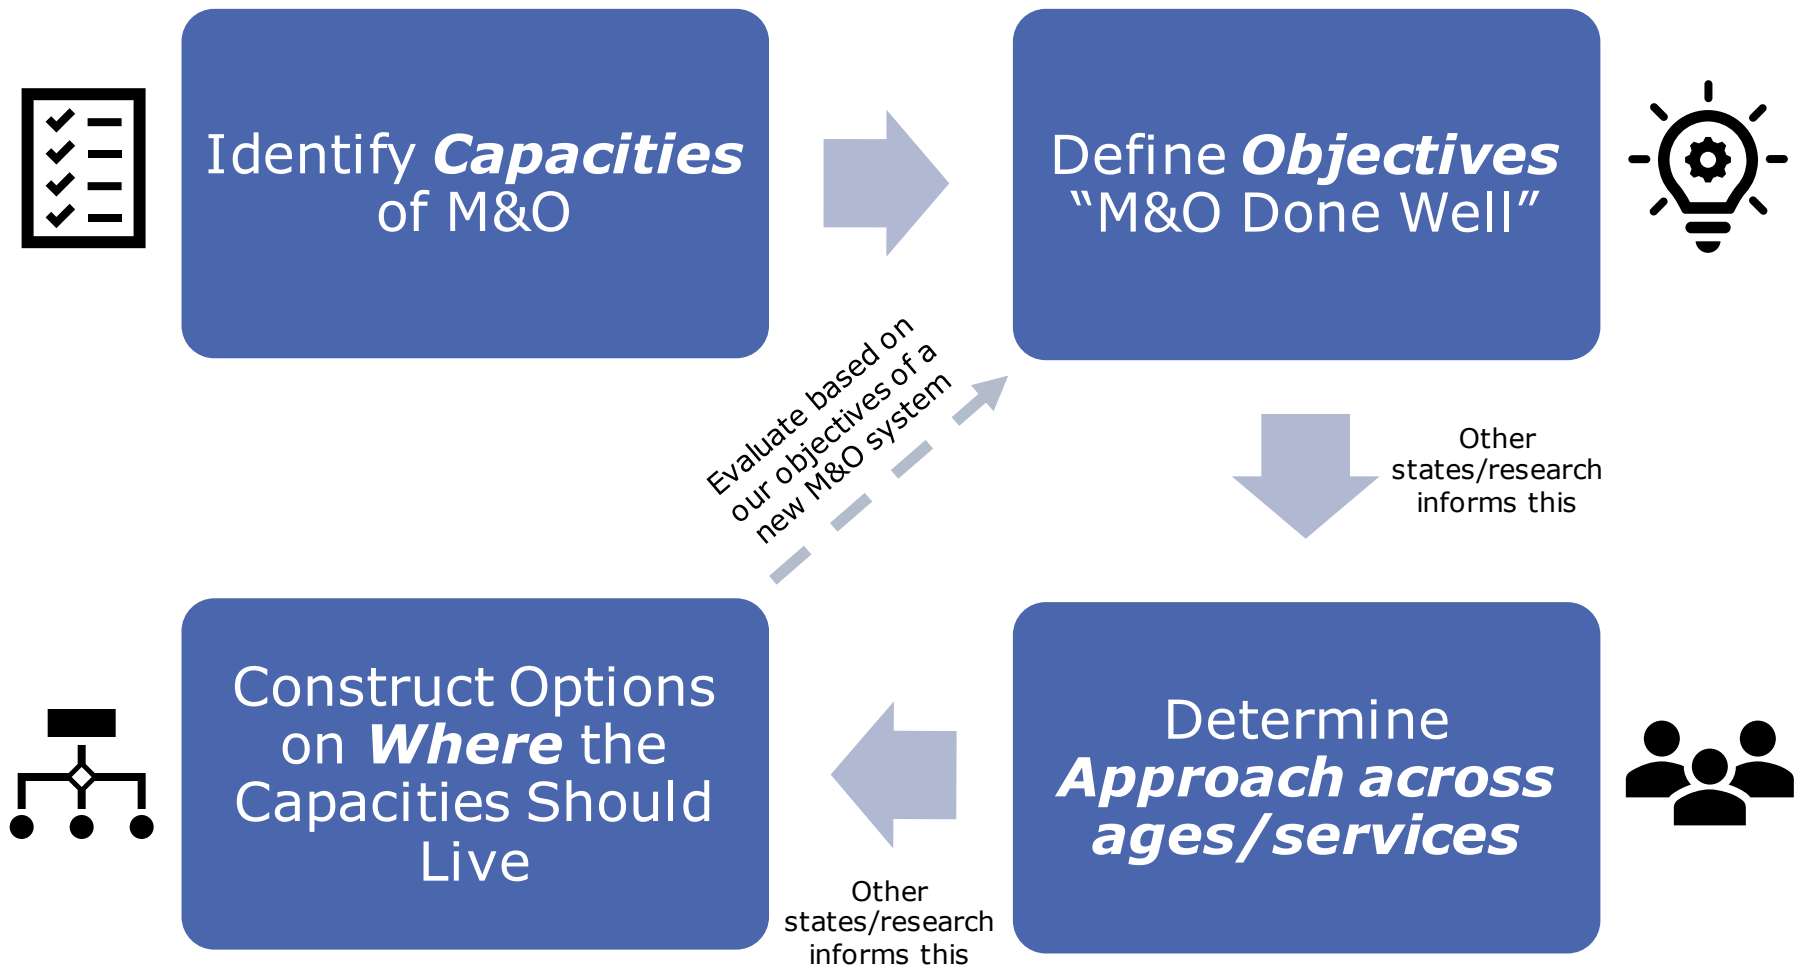 Identify Capacities
of M&O
Define Objectives
“M&O Done Well”
Evaluate based on
our objectives of a
new M&O system
Other
states/research
informs this
Determine
Approach across
ages/services
Other
states/research
informs this
Construct Options
on Where the
Capacities Should
Live